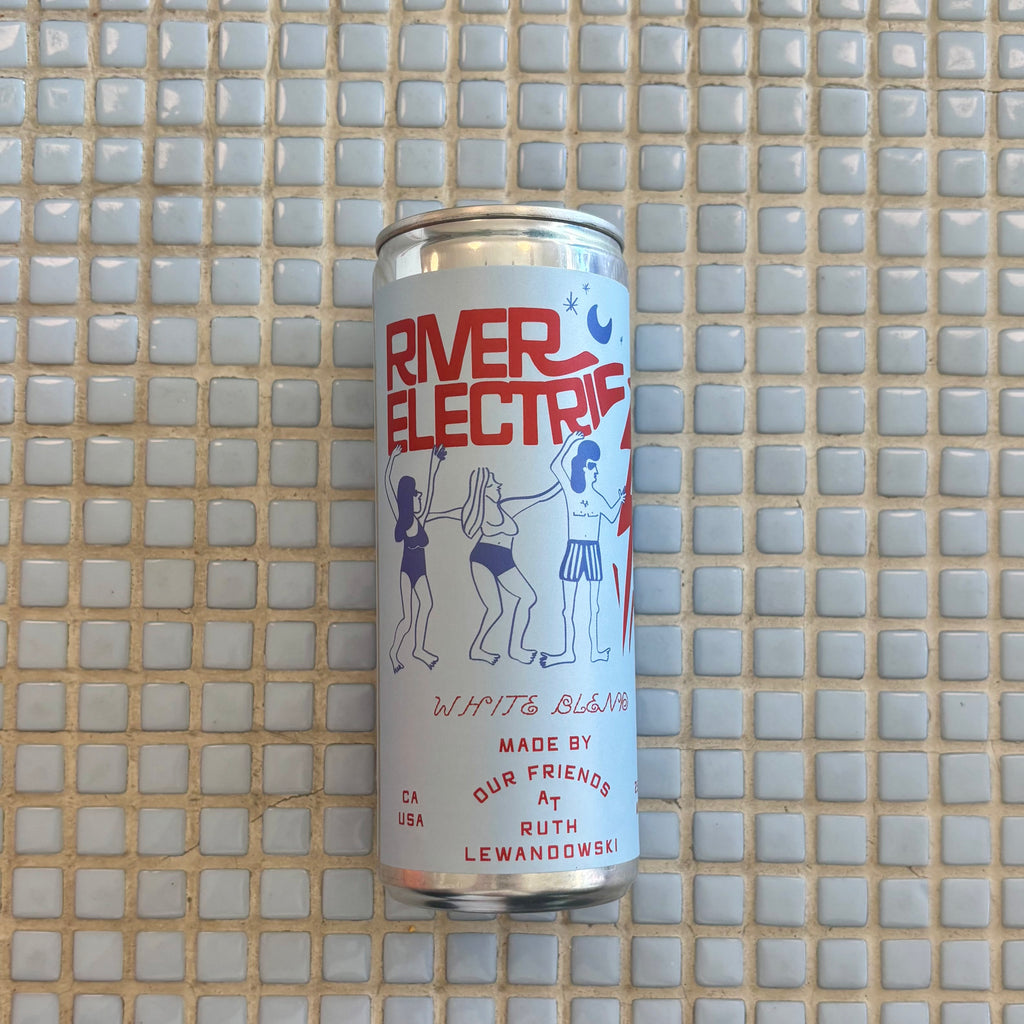 RIVER
ELECTRIC
WHITE BLEND
MADE BY
OUR FRIENDS
AT
RUTH
LEWANDOWSKI
CA
USA